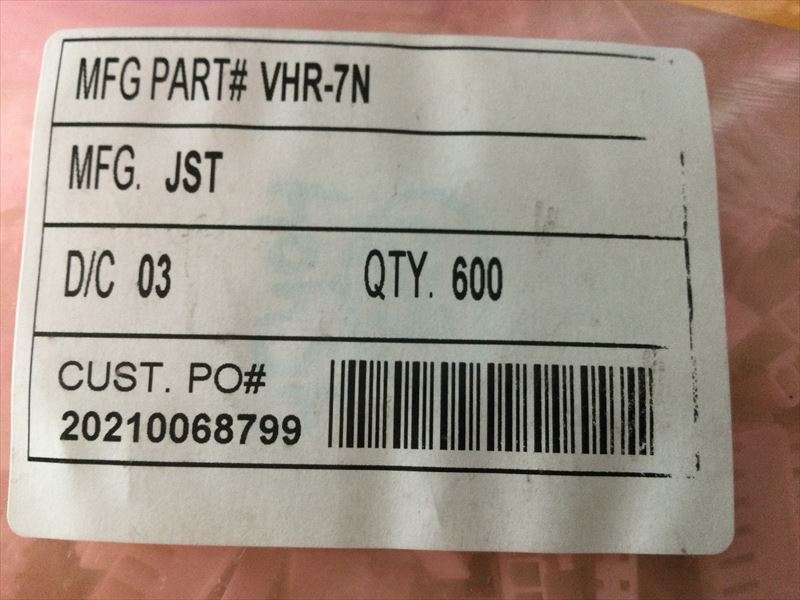 MFG PART# VHR-7N
MFG. JST
D/C 03 QTY. 600
CUST. PO#
20210068799